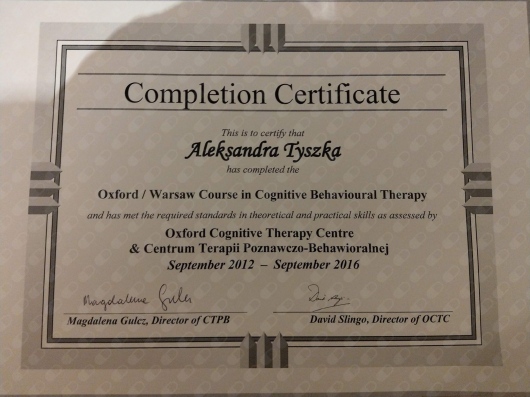 Completion Certificate
This is to certify that
Aleksandra Tyszka
has completed the
Oxford / Warsaw Course in Cognitive Behavioural Therapy
and has met the required standards in theoretical and practical skills as assessed by
Oxford Cognitive Therapy Centre
& Centrum Terapii Poznawczo-Behawioralnej
September 2012 – September 2016
Magdalena Gulcz
Magdalena Gulcz, Director of CTPB
David Slingo, Director of OCTC